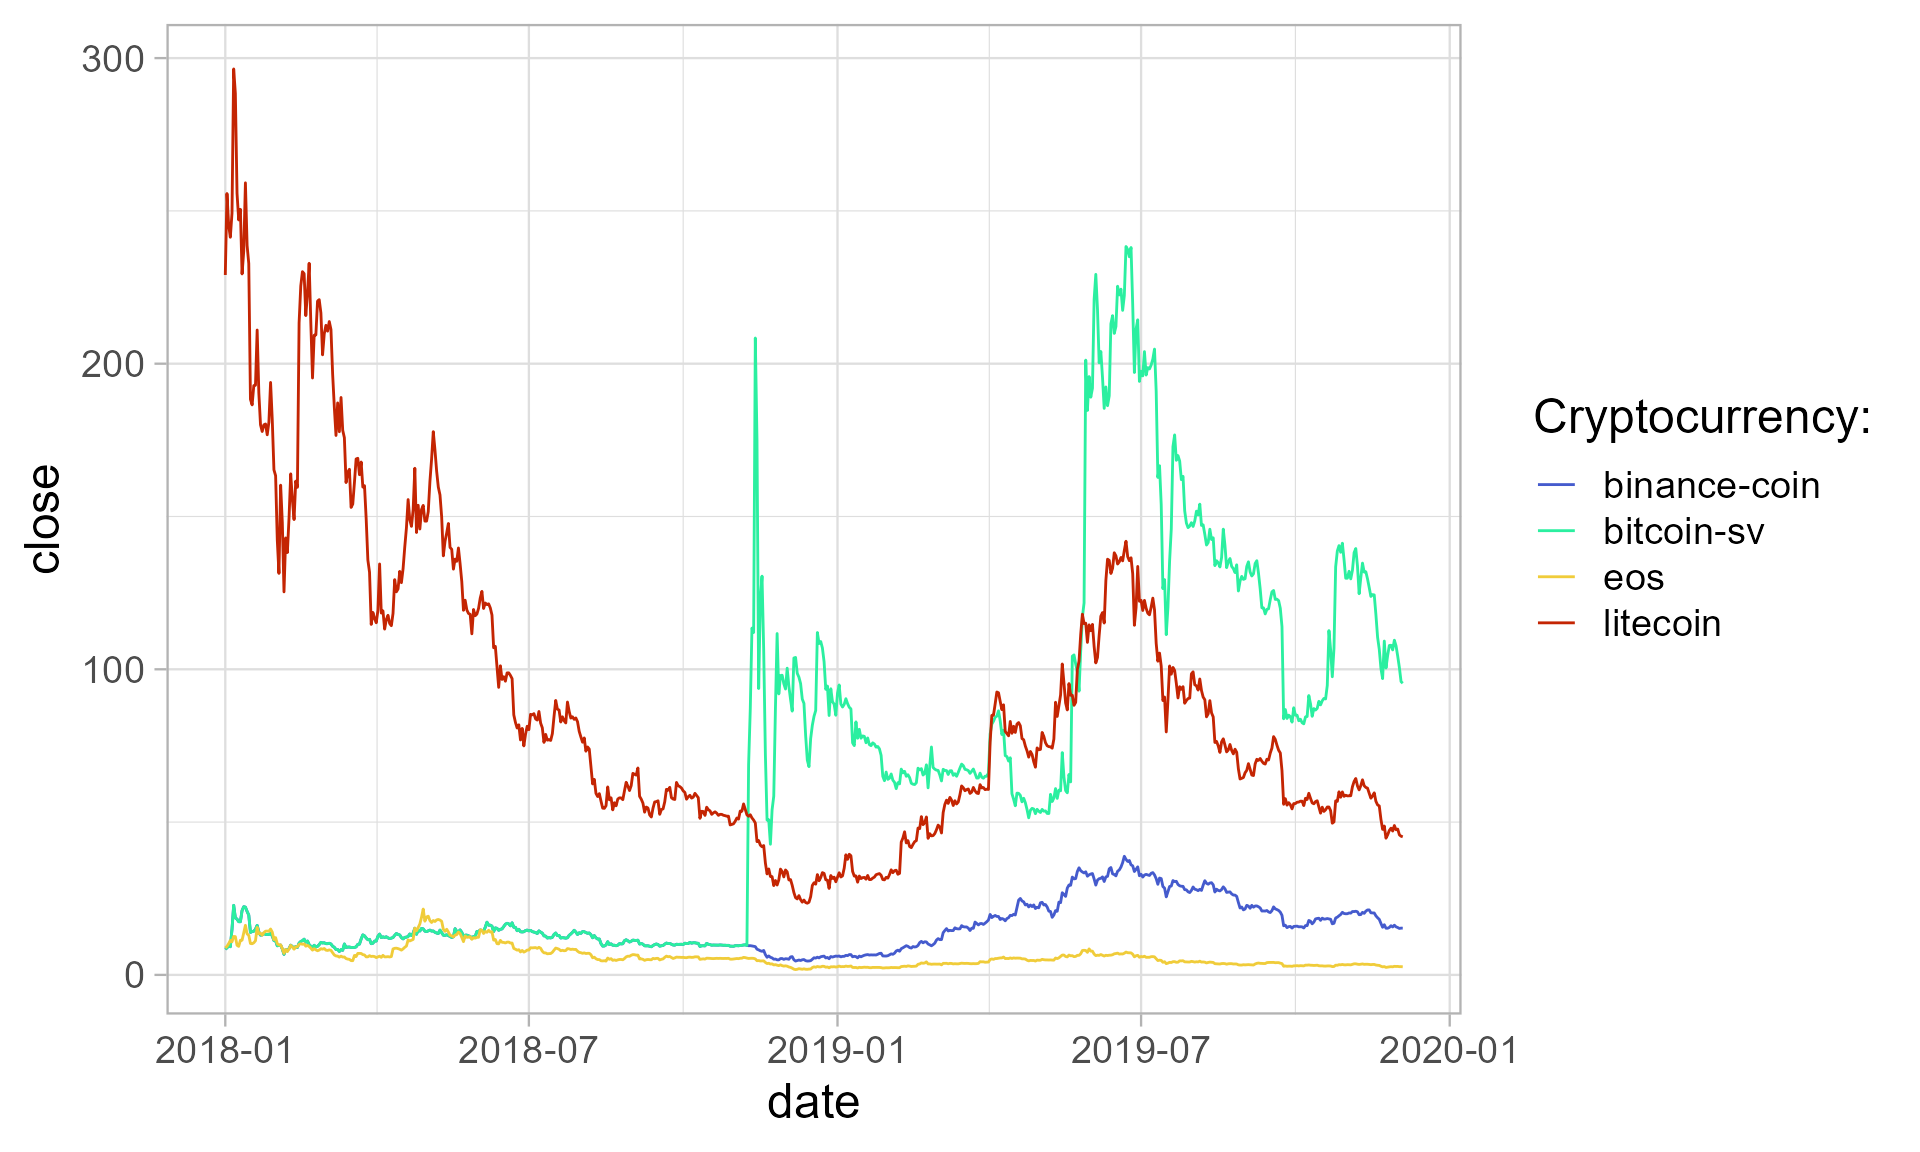 300
200
100
0
close
2018-01
2018-07
2019-01
2019-07
2020-01
date
Cryptocurrency:
binance-coin
bitcoin-sv
eos
litecoin